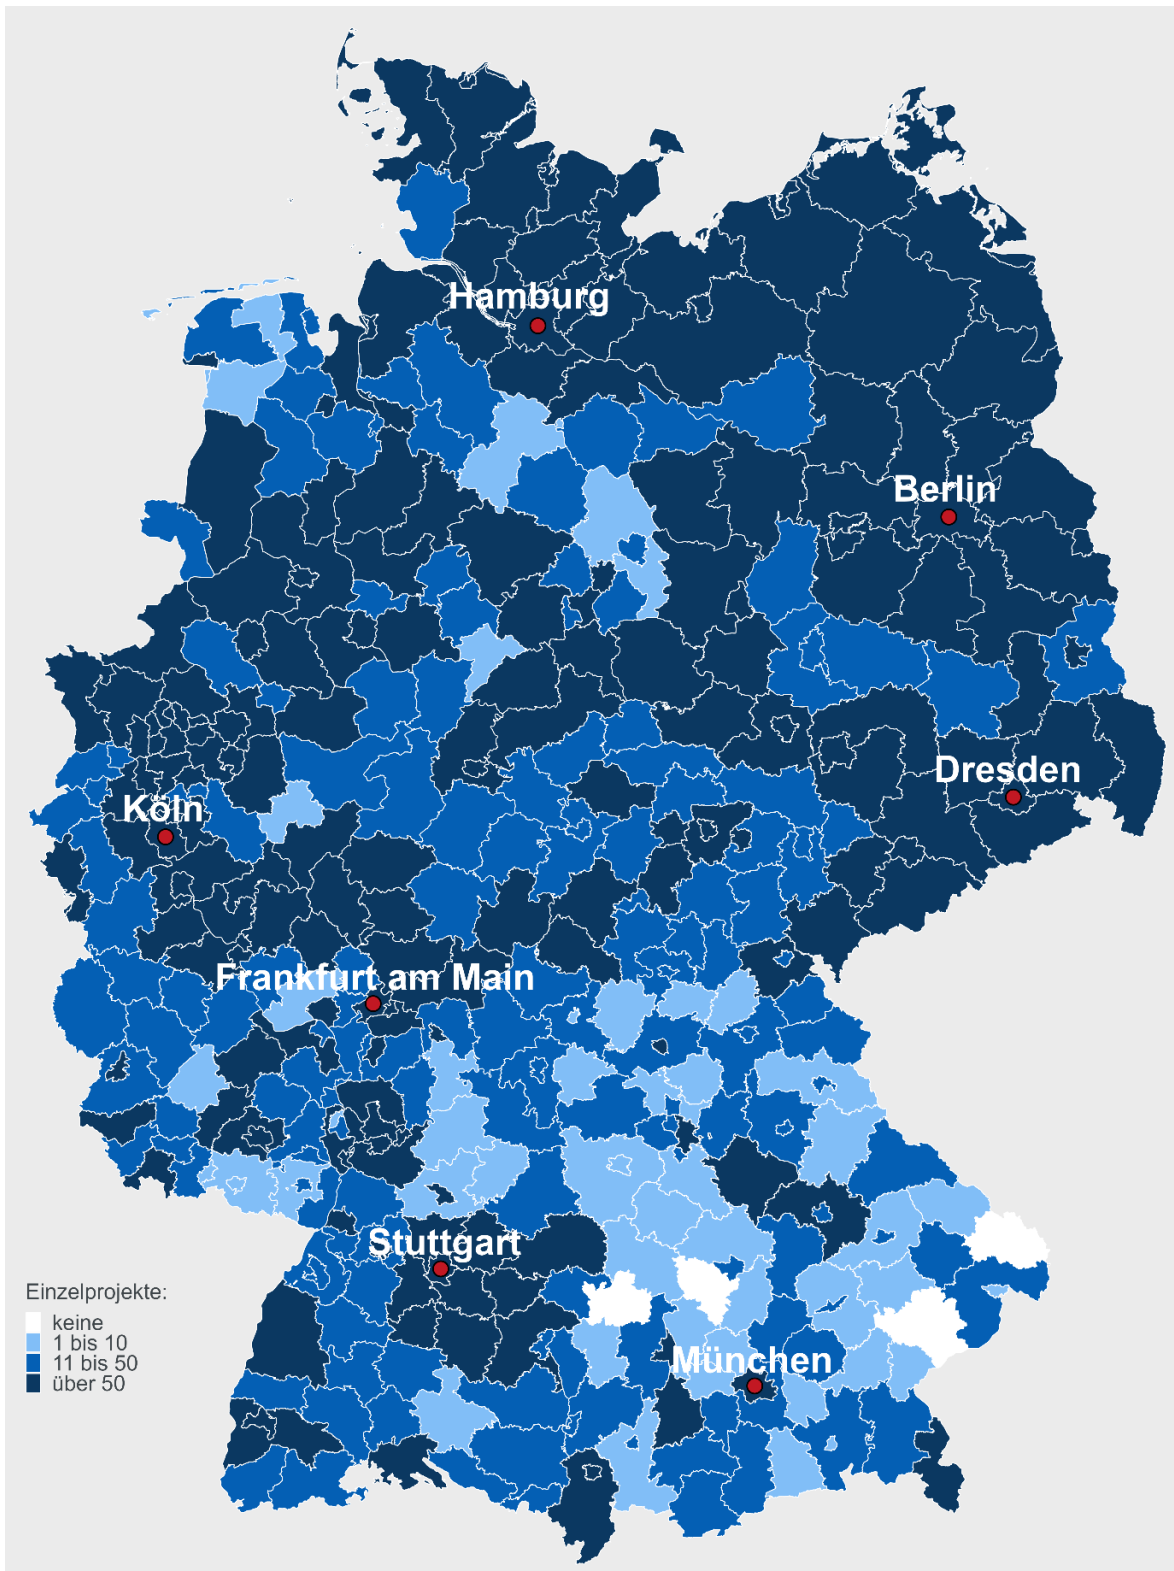 Hamburg
Berlin
Dresden
Köln
Frankfurt am Main
Stuttgart
Einzelprojekte:
keine
1 bis 10
11 bis 50
über 50
München